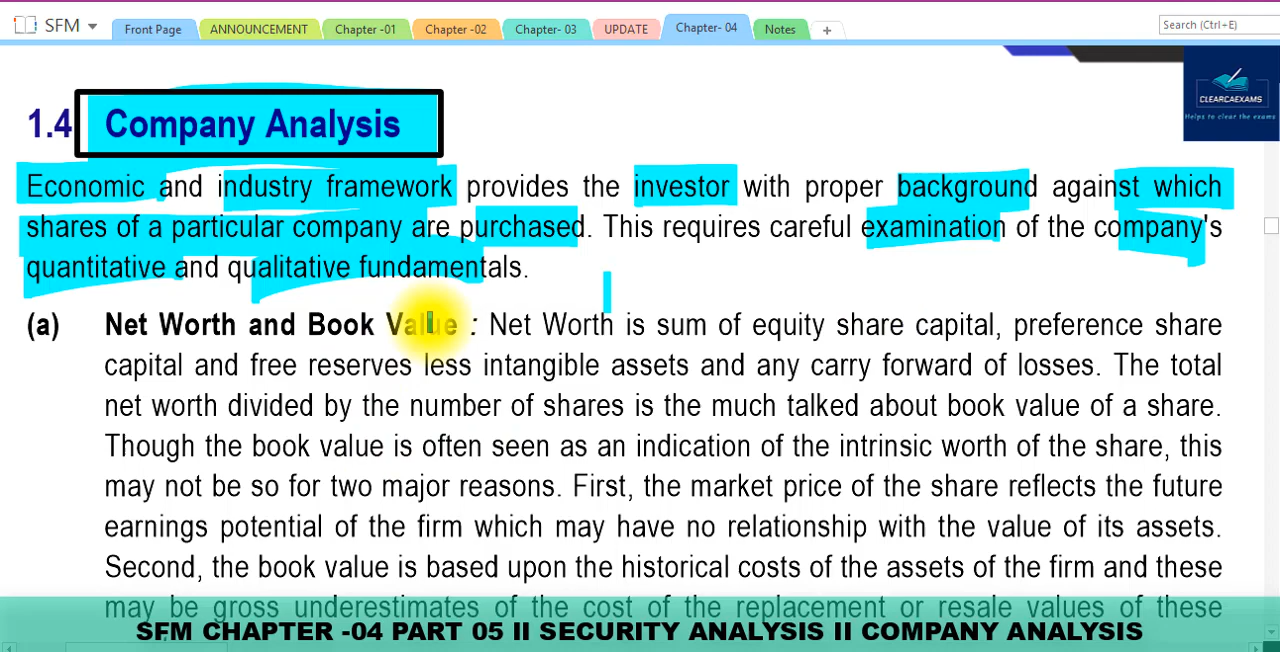 SFM
Front Page
ANNOUNCEMENT
Chapter -01
Chapter -02
Chapter- 03
UPDATE
Chapter- 04
Notes
+
Search (Ctrl+E)
CLEARCAEXAMS
Helps to clear the exams
1.4 Company Analysis
Economic and industry framework provides the investor with proper background against which
shares of a particular company are purchased. This requires careful examination of the company's
quantitative and qualitative fundamentals.
(a) Net Worth and Book Value : Net Worth is sum of equity share capital, preference share
capital and free reserves less intangible assets and any carry forward of losses. The total
net worth divided by the number of shares is the much talked about book value of a share.
Though the book value is often seen as an indication of the intrinsic worth of the share, this
may not be so for two major reasons. First, the market price of the share reflects the future
earnings potential of the firm which may have no relationship with the value of its assets.
Second, the book value is based upon the historical costs of the assets of the firm and these
may be gross underestimates of the cost of the replacement or resale values of these
SFM CHAPTER -04 PART 05 II SECURITY ANALYSIS II COMPANY ANALYSIS